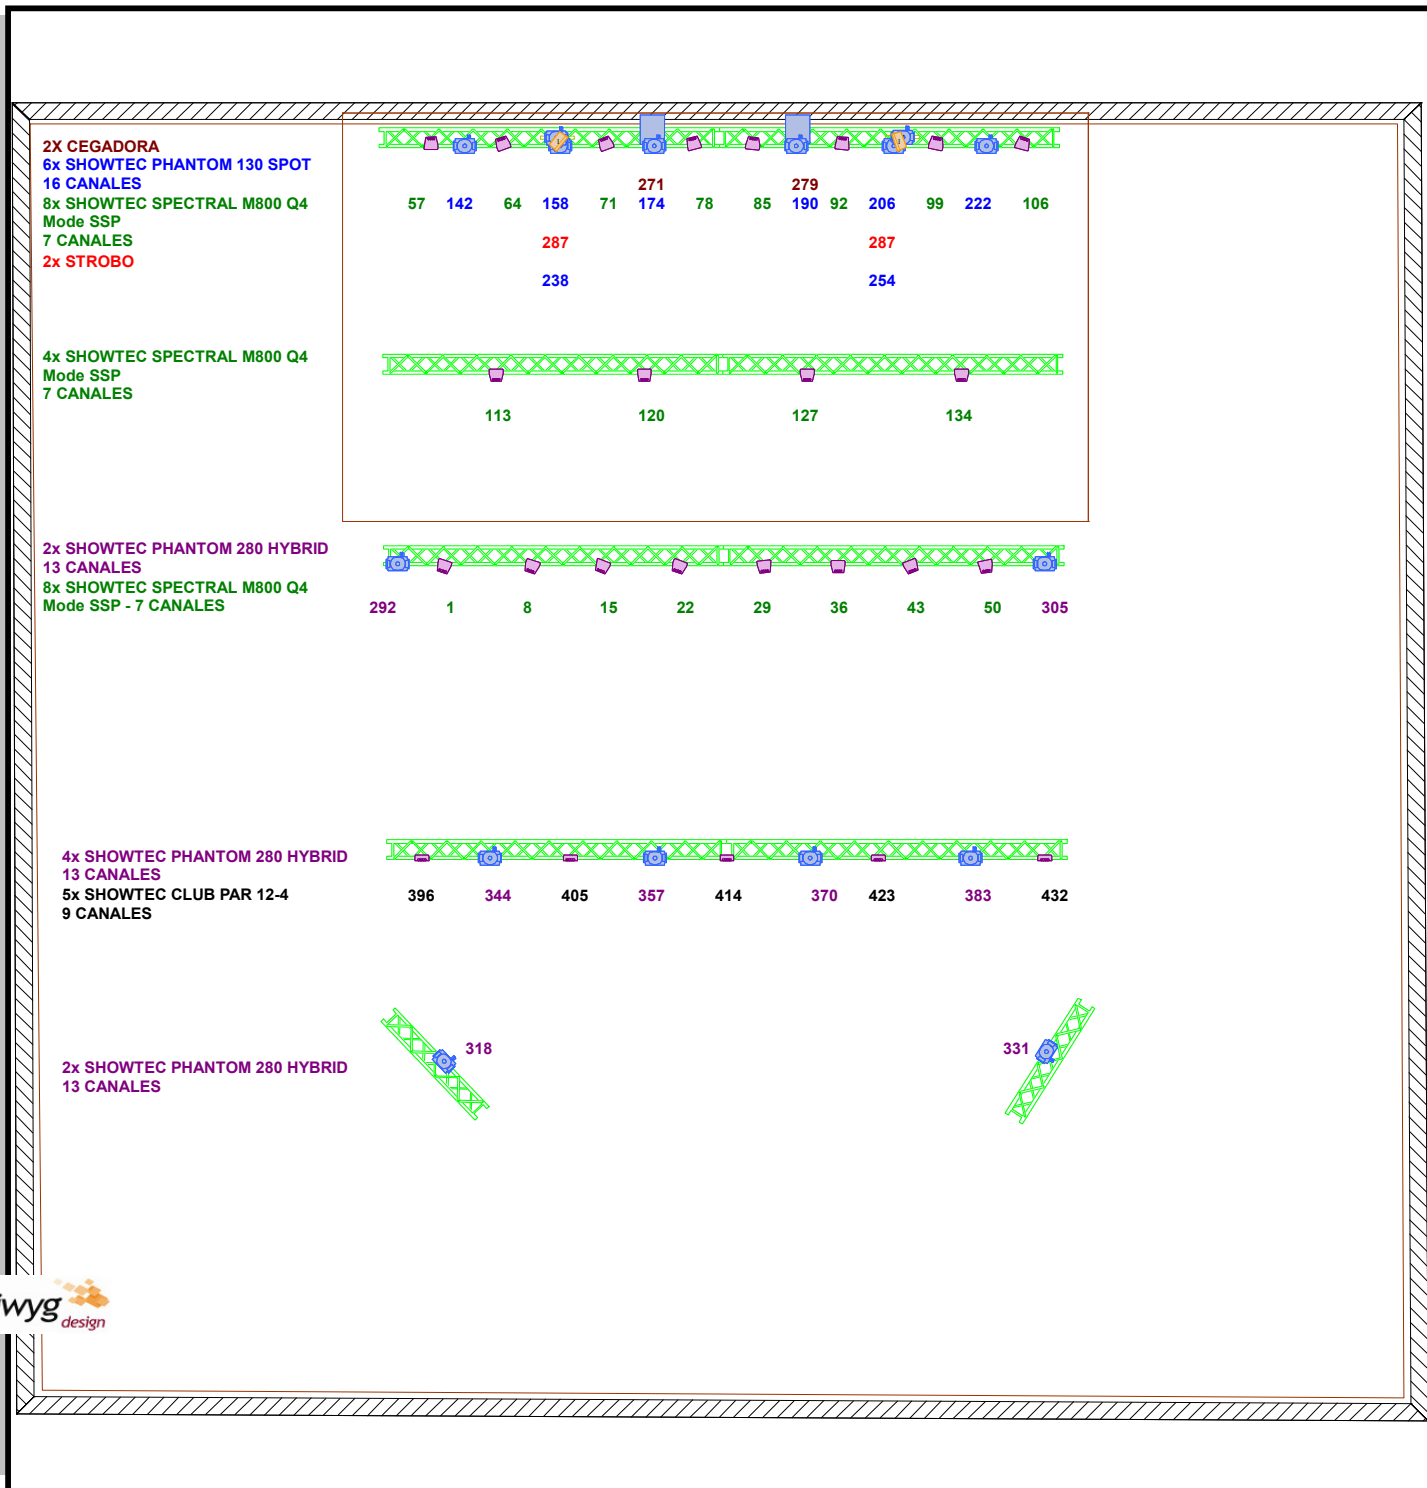 2X CEGADORA
6x SHOWTEC PHANTOM 130 SPOT
16 CANALES
8x SHOWTEC SPECTRAL M800 Q4
Mode SSP
7 CANALES
2x STROBO
271 279
57 142 64 158 71 174 78 85 190 92 206 99 222 106
287 287
238 254
4x SHOWTEC SPECTRAL M800 Q4
Mode SSP
7 CANALES
113 120 127 134
2x SHOWTEC PHANTOM 280 HYBRID
13 CANALES
8x SHOWTEC SPECTRAL M800 Q4
Mode SSP - 7 CANALES
292 1 8 15 22 29 36 43 50 305
4x SHOWTEC PHANTOM 280 HYBRID
13 CANALES
5x SHOWTEC CLUB PAR 12-4
9 CANALES
396 344 405 357 414 370 423 383 432
318 331
2x SHOWTEC PHANTOM 280 HYBRID
13 CANALES
iwyg
design